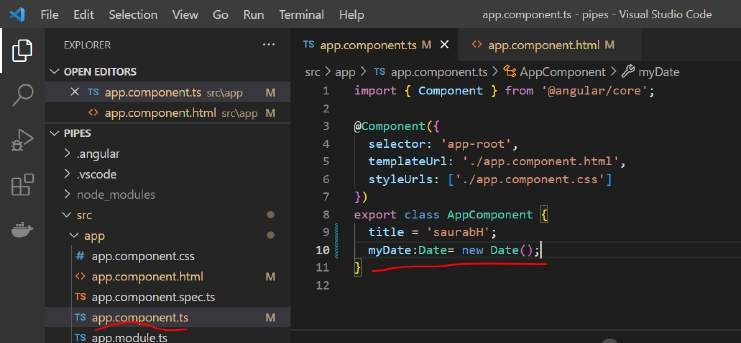 File Edit Selection View Go Run Terminal Help app.component.ts - pipes - Visual Studio Code
EXPLORER ...
OPEN EDITORS
TS app.component.ts src\app M
<> app.component.html src\app M
PIPES
.angular
.vscode
node_modules
src
app
# app.component.css
<> app.component.html M
TS app.component.spec.ts
TS app.component.ts M
TS app.module.ts
TS app.component.ts M <> app.component.html M
src > app > TS app.component.ts > AppComponent > myDate
1 import { Component } from '@angular/core';
2
3 @Component({
4 selector: 'app-root',
5 templateUrl: './app.component.html',
6 styleUrls: ['./app.component.css']
7 })
8 export class AppComponent {
9 title = 'saurabH';
10 myDate:Date= new Date();
11 }
12